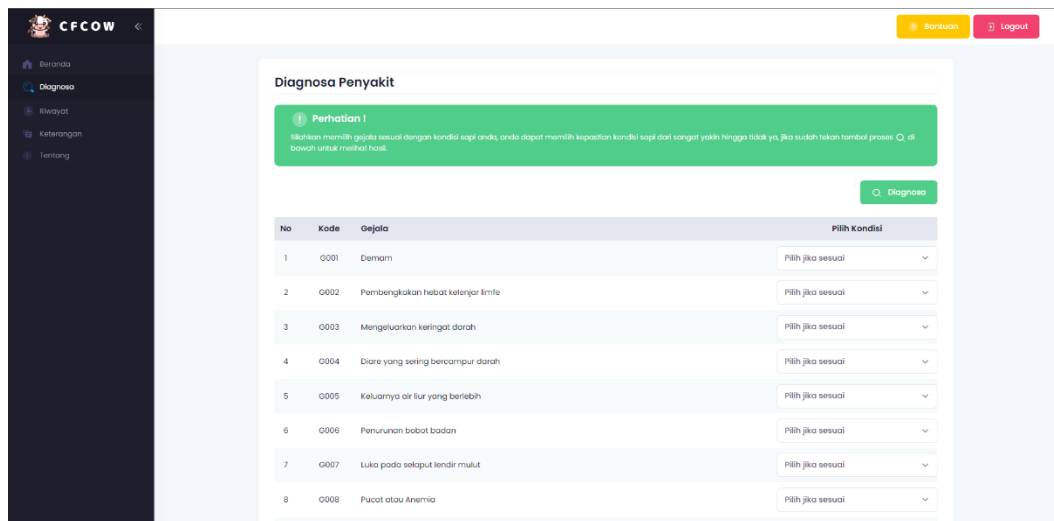 CFCOW
Bantuan
Logout
Beranda
Diagnosa
Riwayat
Keterangan
Tentang
Diagnosa Penyakit
Perhatian !
Silahkan memilih gejala sesuai dengan kondisi sapi anda, anda dapat memilih kepastian kondisi sapi dari sangat yakin hingga tidak ya, jika sudah tekan tombol proses di
bawah untuk melihat hasil.
Diagnosa
No Kode Gejala Pilih Kondisi
1 G001 Demam Pilih jika sesuai
2 G002 Pembengkakan hebat kelenjar limfe Pilih jika sesuai
3 G003 Mengeluarkan keringat darah Pilih jika sesuai
4 G004 Diare yang sering bercampur darah Pilih jika sesuai
5 G005 Keluarnya air liur yang berlebih Pilih jika sesuai
6 G006 Penurunan bobot badan Pilih jika sesuai
7 G007 Luka pada selaput lendir mulut Pilih jika sesuai
8 G008 Pucat atau Anemia Pilih jika sesuai